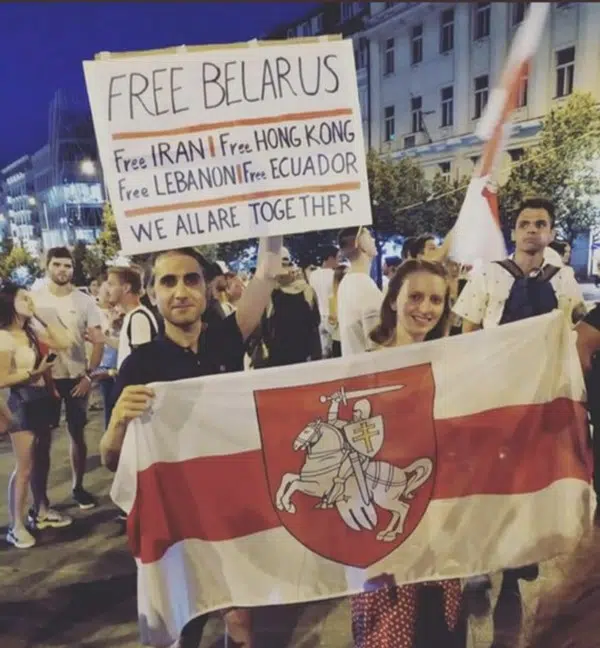 FREE BELARUS
Free IRAN | Free HONG KONG
Free LEBANON | Free ECUADOR
WE ALL ARE TOGETHER